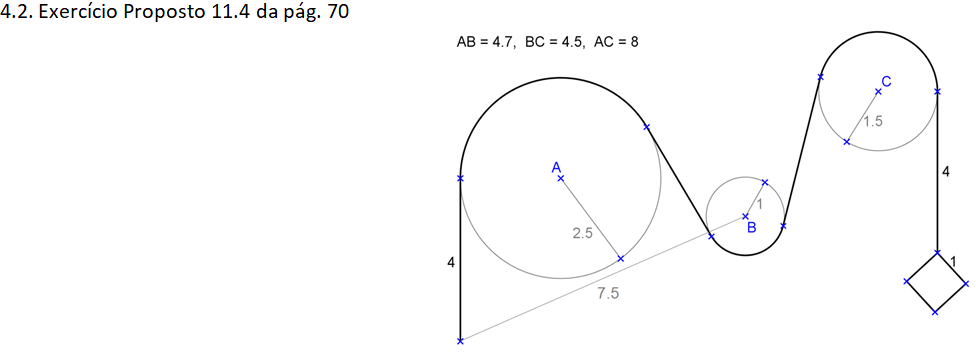 4.2. Exercício Proposto 11.4 da pág. 70
AB = 4.7, BC = 4.5, AC = 8
C
1.5
A
4
1
B
2.5
4
1
7.5